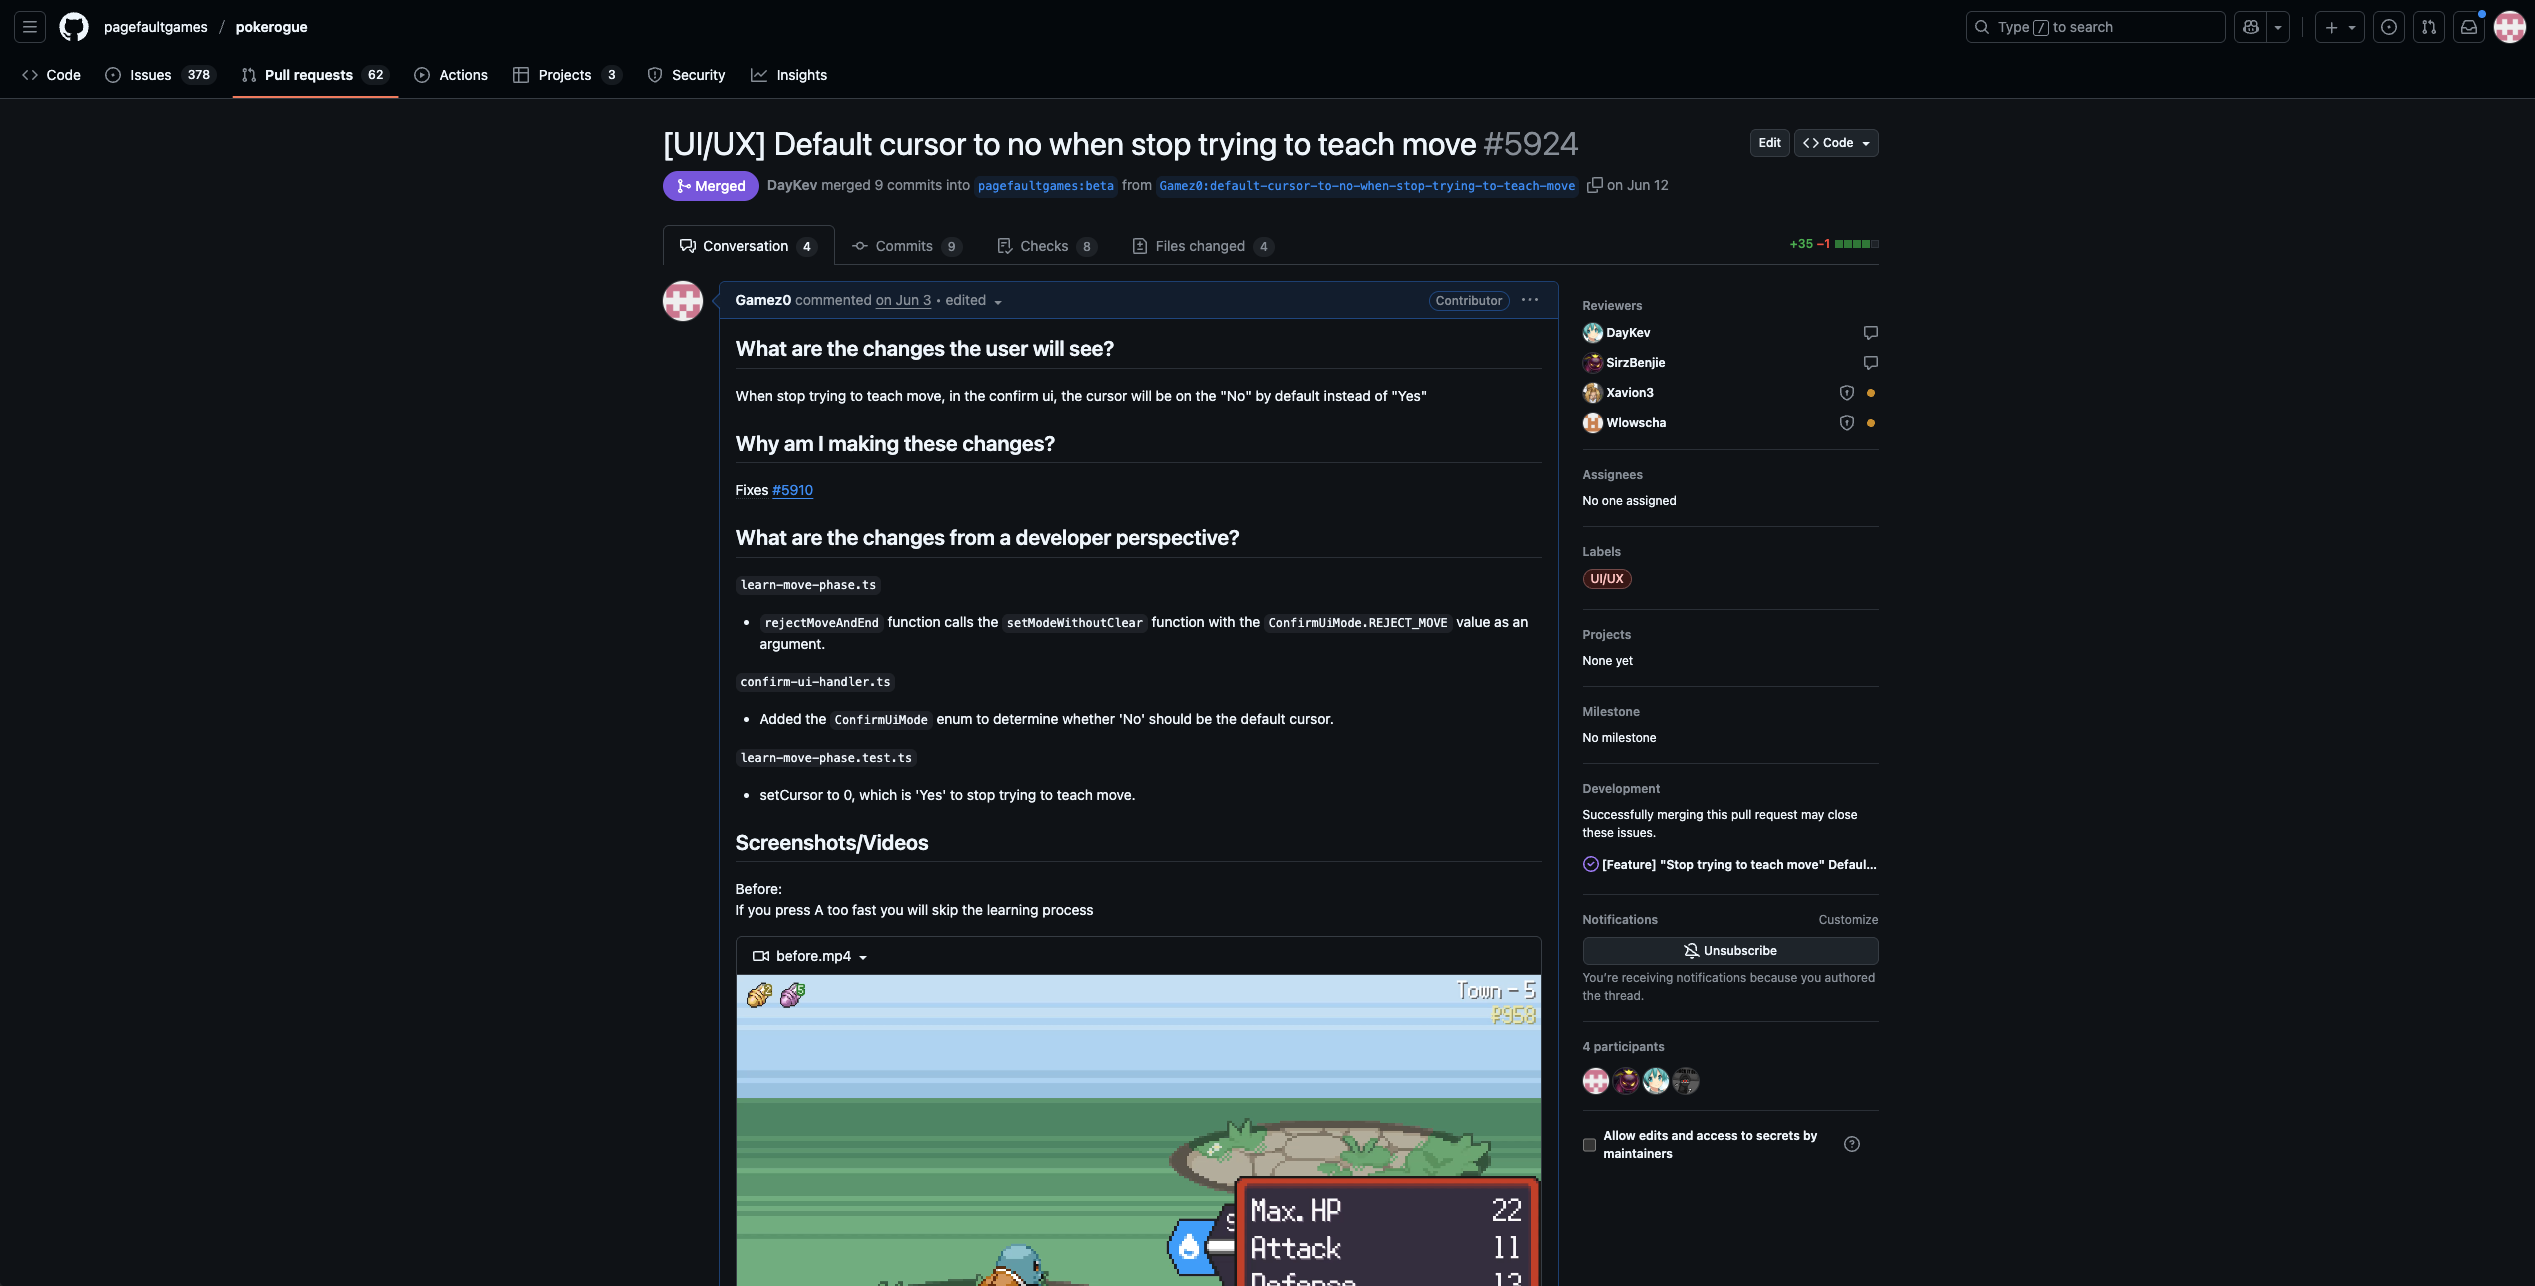 pagefaultgames / pokerogue
Type / to search
Code
Issues 378
Pull requests 62
Actions
Projects 3
Security
Insights
[UI/UX] Default cursor to no when stop trying to teach move #5924
Edit
Code
Merged
DayKev merged 9 commits into pagefaultgames:beta from Gamez0:default-cursor-to-no-when-stop-trying-to-teach-move on Jun 12
Conversation 4
Commits 9
Checks 8
Files changed 4
+35 −1
Gamez0 commented on Jun 3 • edited
Contributor
What are the changes the user will see?
When stop trying to teach move, in the confirm ui, the cursor will be on the "No" by default instead of "Yes"
Why am I making these changes?
Fixes #5910
What are the changes from a developer perspective?
learn-move-phase.ts
• rejectMoveAndEnd function calls the setModeWithoutClear function with the ConfirmUiMode.REJECT_MOVE value as an
argument.
confirm-ui-handler.ts
• Added the ConfirmUiMode enum to determine whether 'No' should be the default cursor.
learn-move-phase.test.ts
• setCursor to 0, which is 'Yes' to stop trying to teach move.
Screenshots/Videos
Before:
If you press A too fast you will skip the learning process
before.mp4
2
5
Town - 5
₽958
Max. HP 22
Attack 11
Defense 13
Reviewers
DayKev
SirzBenjie
Xavion3
Wlowscha
Assignees
No one assigned
Labels
UI/UX
Projects
None yet
Milestone
No milestone
Development
Successfully merging this pull request may close
these issues.
[Feature] "Stop trying to teach move" Defaul...
Notifications
Customize
Unsubscribe
You're receiving notifications because you authored
the thread.
4 participants
Allow edits and access to secrets by
maintainers